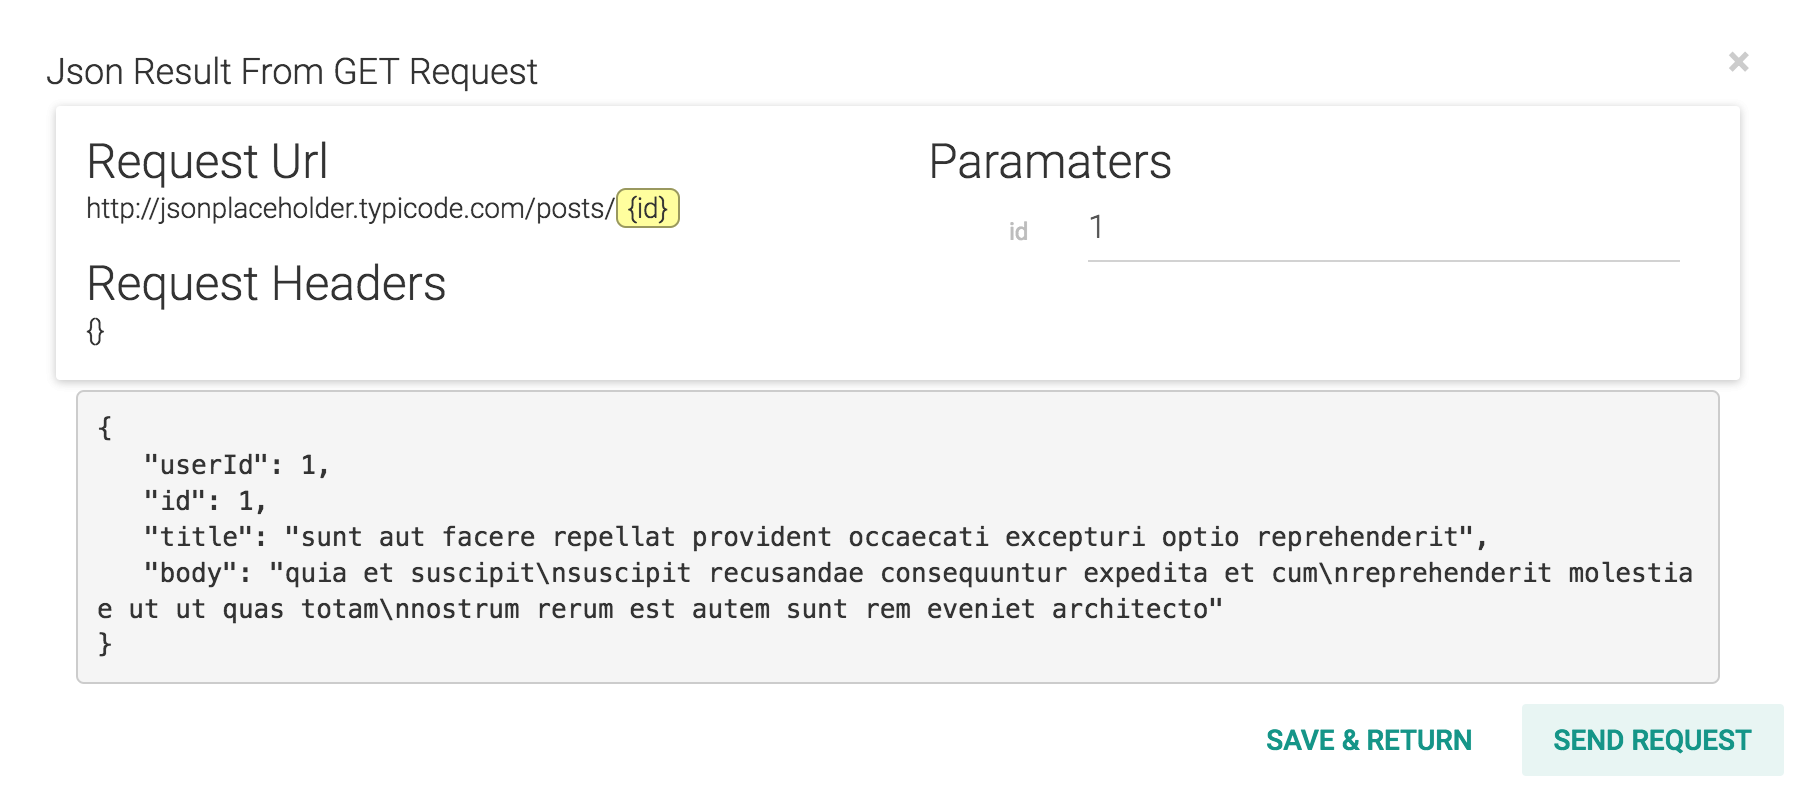 Json Result From GET Request
×
Request Url
http://jsonplaceholder.typicode.com/posts/{id}
Request Headers
{}
Paramaters
id 1
{
   "userId": 1,
   "id": 1,
   "title": "sunt aut facere repellat provident occaecati excepturi optio reprehenderit",
   "body": "quia et suscipit\nsuscipit recusandae consequuntur expedita et cum\nreprehenderit molestia
e ut ut quas totam\nnostrum rerum est autem sunt rem eveniet architecto"
}
SAVE & RETURN SEND REQUEST